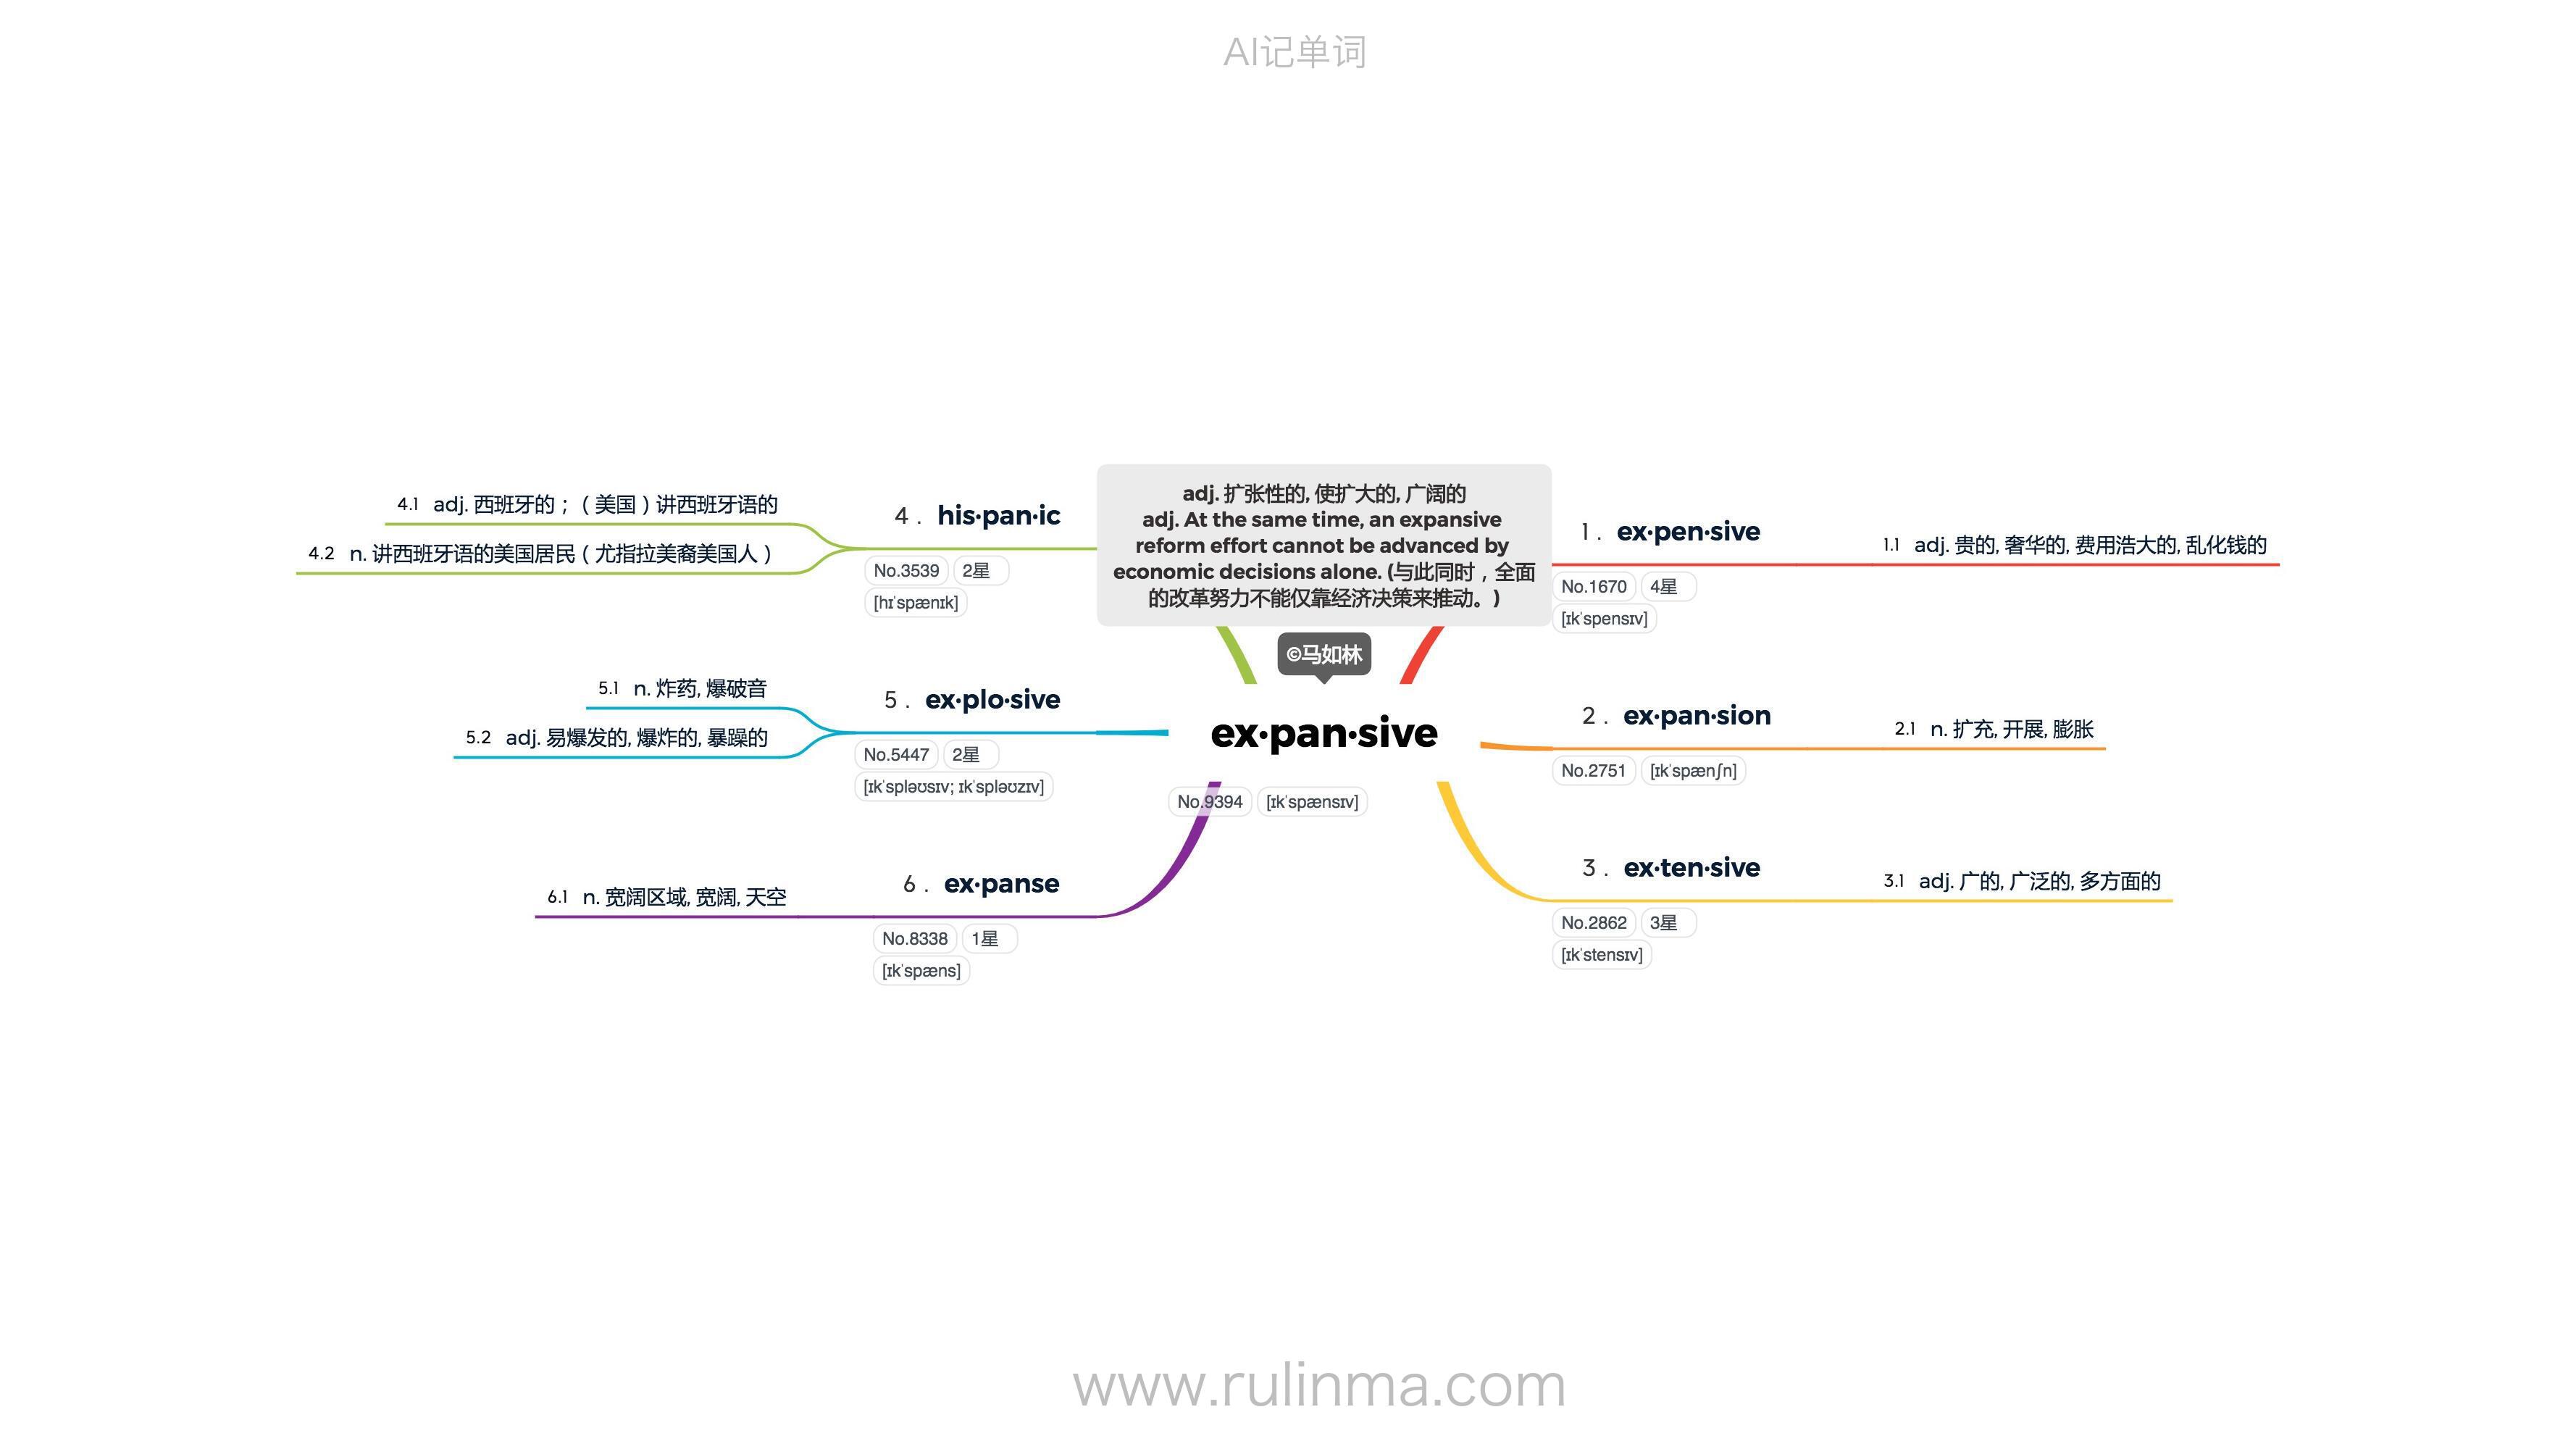 AI记单词
adj. 扩张性的, 使扩大的, 广阔的
adj. At the same time, an expansive
reform effort cannot be advanced by
economic decisions alone. (与此同时，全面
的改革努力不能仅靠经济决策来推动。)
©马如林
ex·pan·sive
No.9394 [ɪkˈspænsɪv]
1 . ex·pen·sive
No.1670 4星
[ɪkˈspensɪv]
1.1 adj. 贵的, 奢华的, 费用浩大的, 乱化钱的
2 . ex·pan·sion
No.2751 [ɪkˈspænʃn]
2.1 n. 扩充, 开展, 膨胀
3 . ex·ten·sive
No.2862 3星
[ɪkˈstensɪv]
3.1 adj. 广的, 广泛的, 多方面的
4 . his·pan·ic
No.3539 2星
[hɪˈspænɪk]
4.1 adj. 西班牙的；（美国）讲西班牙语的
4.2 n. 讲西班牙语的美国居民（尤指拉美裔美国人）
5 . ex·plo·sive
No.5447 2星
[ɪkˈspləʊsɪv; ɪkˈspləʊzɪv]
5.1 n. 炸药, 爆破音
5.2 adj. 易爆发的, 爆炸的, 暴躁的
6 . ex·panse
No.8338 1星
[ɪkˈspæns]
6.1 n. 宽阔区域, 宽阔, 天空
www.rulinma.com